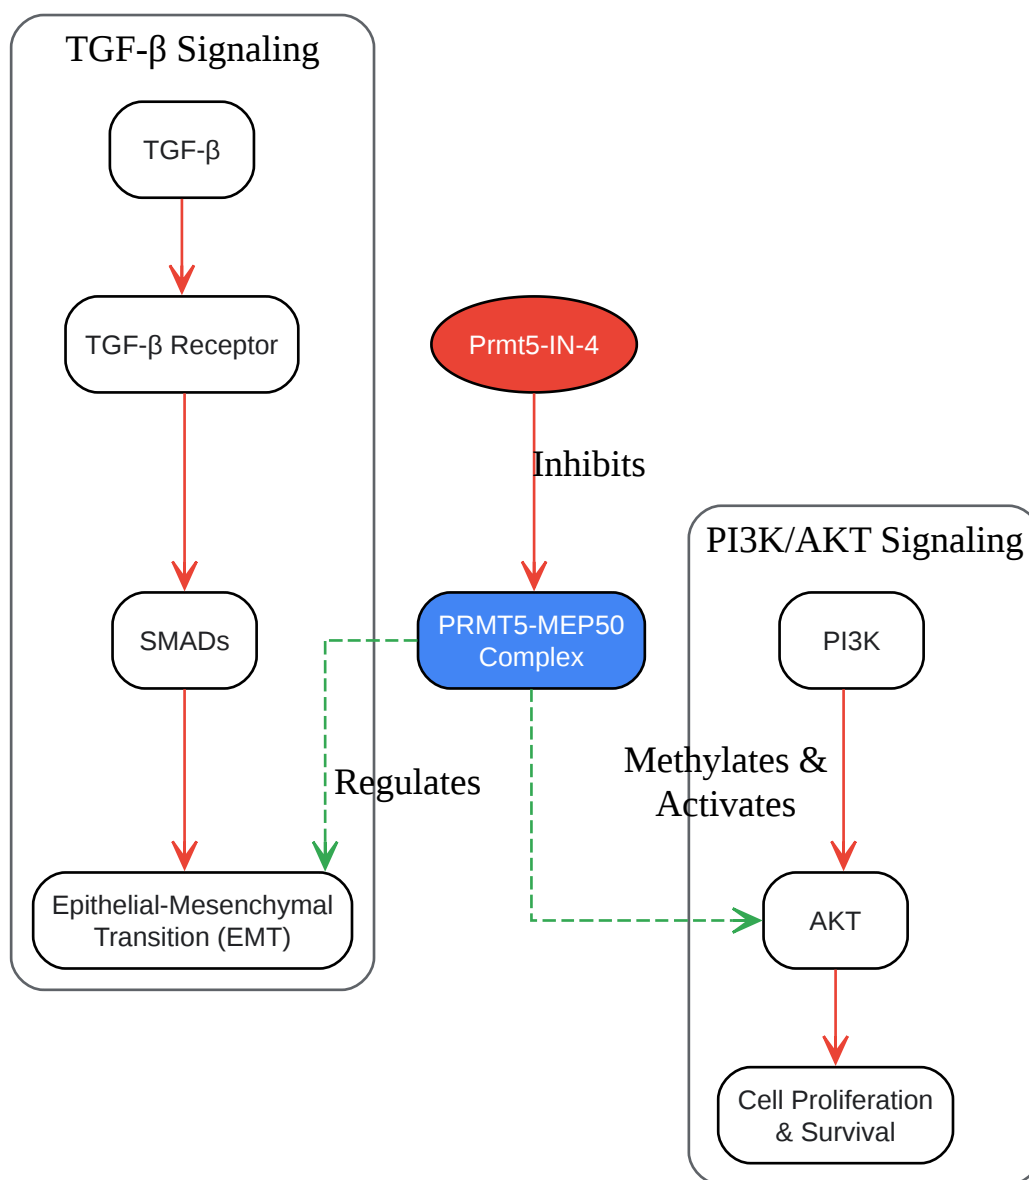 TGF-β Signaling
TGF-β
TGF-β Receptor
Prmt5-IN-4
Inhibits
PI3K/AKT Signaling
SMADs
PRMT5-MEP50
Complex
PI3K
Regulates
Methylates &
Activates
Epithelial-Mesenchymal
Transition (EMT)
AKT
Cell Proliferation
& Survival